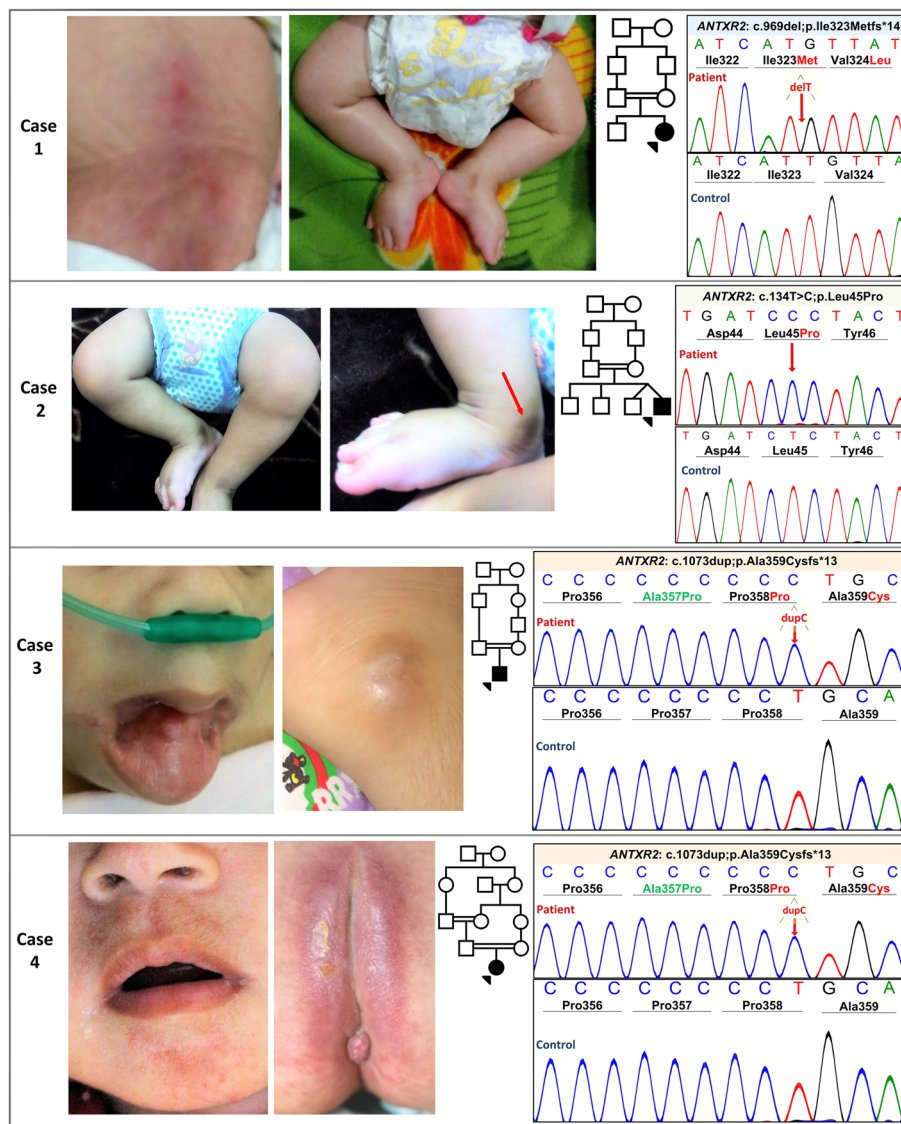 Case
1
ANTXR2: c.969del;p.Ile323Metfs*14
A T C A T G T T A T
Ile322 Ile323Met Val324Leu
Patient
delT
A T C A T T G T T A
Ile322 Ile323 Val324
Control
Case
2
ANTXR2: c.134T>C;p.Leu45Pro
T G A T C C C T A C T
Asp44 Leu45Pro Tyr46
Patient
T G A T C T C T A C T
Asp44 Leu45 Tyr46
Control
Case
3
ANTXR2: c.1073dup;p.Ala359Cysfs*13
C C C C C C C C C T G C
Pro356 Ala357Pro Pro358Pro Ala359Cys
Patient
dupC
C C C C C C C C T G C A
Pro356 Pro357 Pro358 Ala359
Control
Case
4
ANTXR2: c.1073dup;p.Ala359Cysfs*13
C C C C C C C C C T G C
Pro356 Ala357Pro Pro358Pro Ala359Cys
Patient
dupC
C C C C C C C C T G C A
Pro356 Pro357 Pro358 Ala359
Control